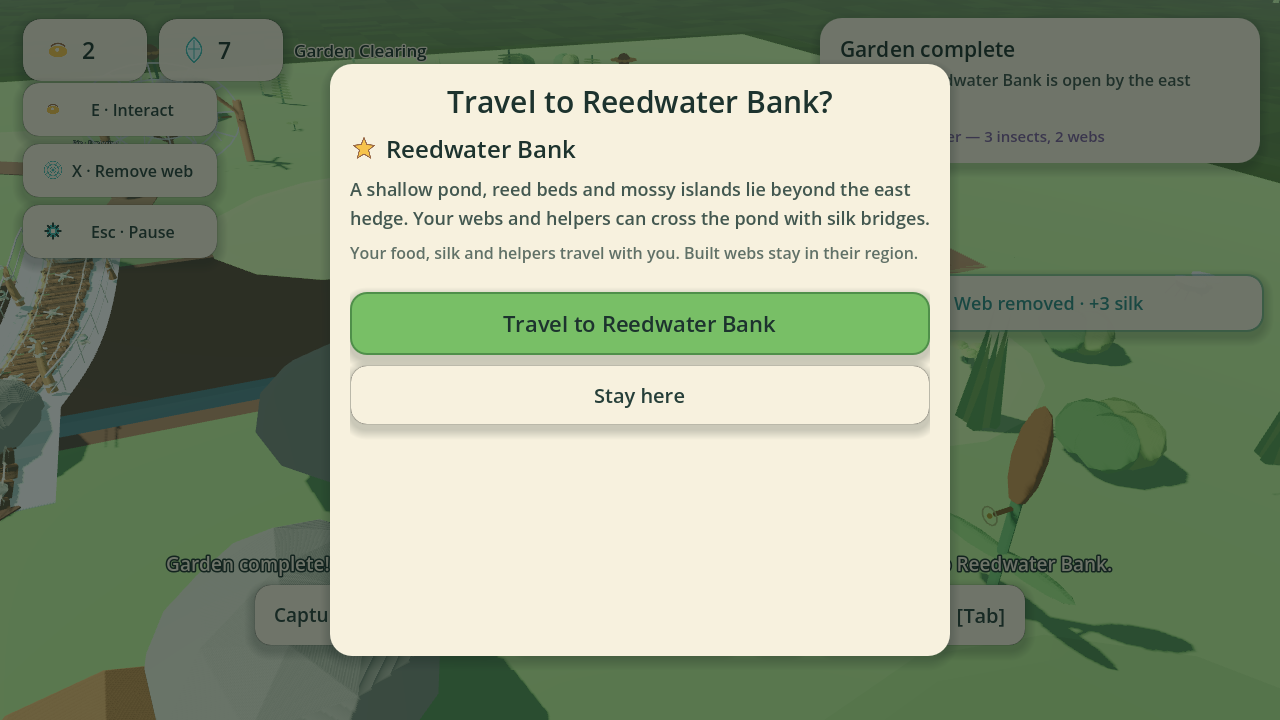 2
7
Garden Clearing
E · Interact
X · Remove web
Esc · Pause
Garden complete
Bank is open by the east
— 3 insects, 2 webs
Travel to Reedwater Bank?
Reedwater Bank
A shallow pond, reed beds and mossy islands lie beyond the east
hedge. Your webs and helpers can cross the pond with silk bridges.
Your food, silk and helpers travel with you. Built webs stay in their region.
Travel to Reedwater Bank
Stay here
Web removed · +3 silk
Garden complete!
Reedwater Bank.
[Tab]